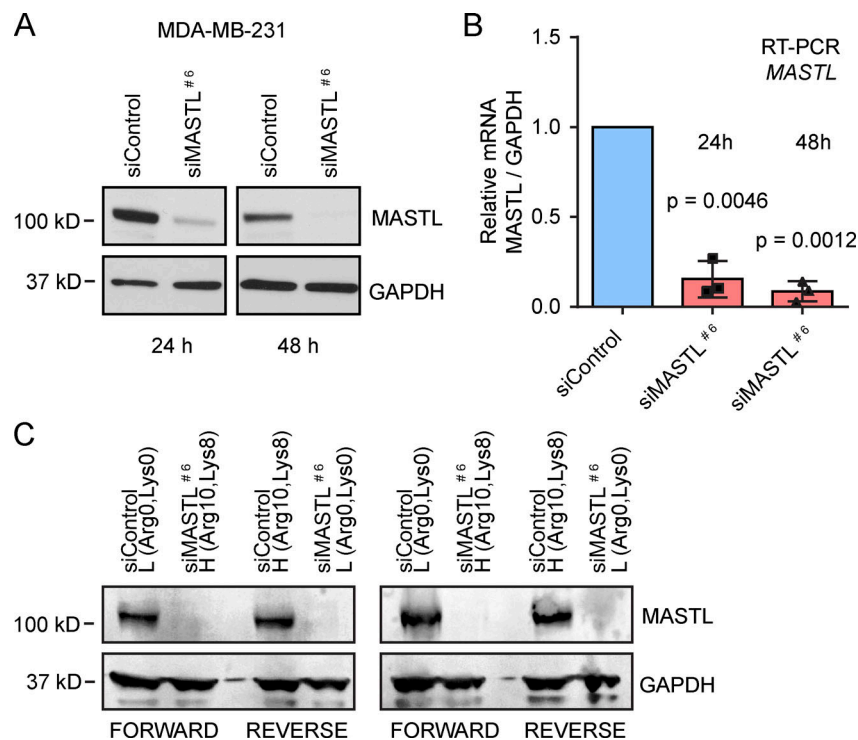 A
MDA-MB-231
siControl
siMASTL #6
siControl
siMASTL #6
100 kD
MASTL
37 kD
GAPDH
24 h
48 h
B
RT-PCR
MASTL
Relative mRNA
MASTL / GAPDH
1.5
1.0
0.5
0.0
24h
48h
p = 0.0046
p = 0.0012
siControl
siMASTL #6
siMASTL #6
C
siControl
L (Arg0,Lys0)
siMASTL #6
H (Arg10,Lys8)
siControl
H (Arg10,Lys8)
siMASTL #6
L (Arg0,Lys0)
siControl
L (Arg0,Lys0)
siMASTL #6
H (Arg10,Lys8)
siControl
H (Arg10,Lys8)
siMASTL #6
L (Arg0,Lys0)
100 kD
MASTL
37 kD
GAPDH
FORWARD
REVERSE
FORWARD
REVERSE